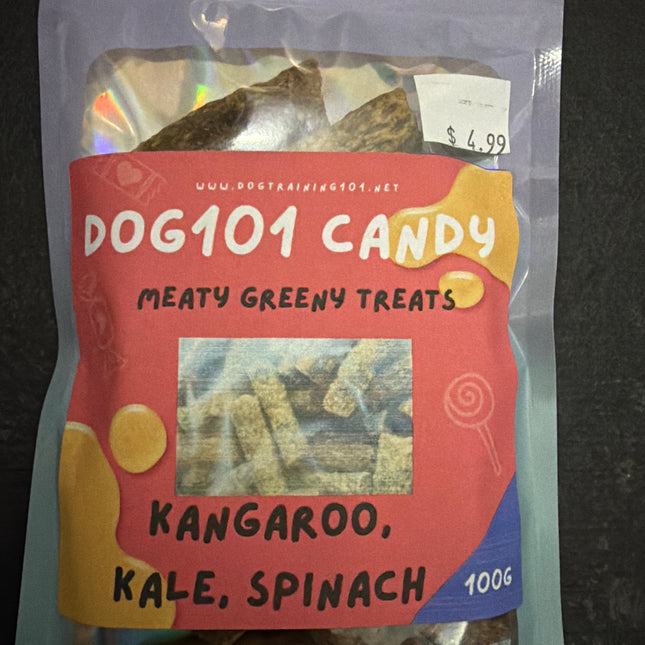 $ 4.99
WWW.DOGTRAINING101.NET
DOG101 CANDY
MEATY GREENY TREATS
KANGAROO,
KALE, SPINACH
100G